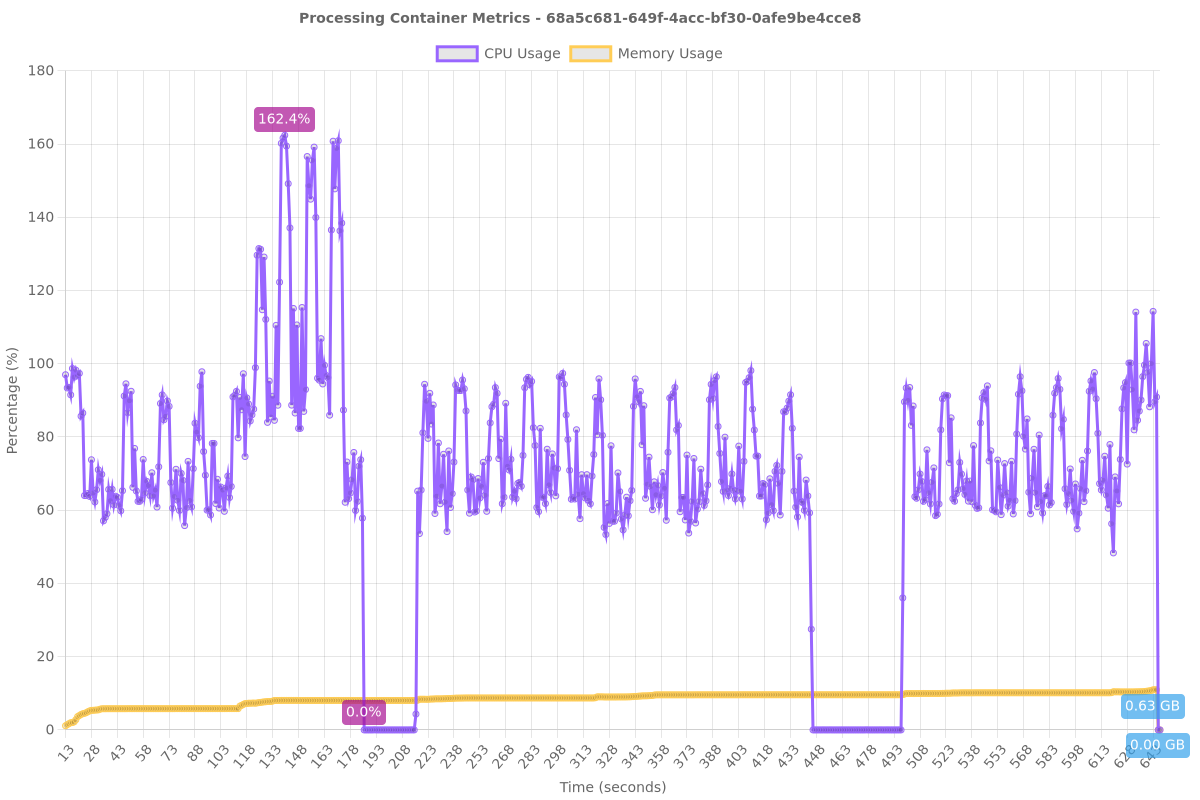 Processing Container Metrics - 68a5c681-649f-4acc-bf30-0afe9be4cce8
CPU Usage Memory Usage
Percentage (%)
180
160
140
120
100
80
60
40
20
0
162.4%
0.0%
0.63 GB
0.00 GB
13 28 43 58 73 88 103 118 133 148 163 178 193 208 223 238 253 268 283 298 313 328 343 358 373 388 403 418 433 448 463 478 493 508 523 538 553 568 583 598 613
Time (seconds)